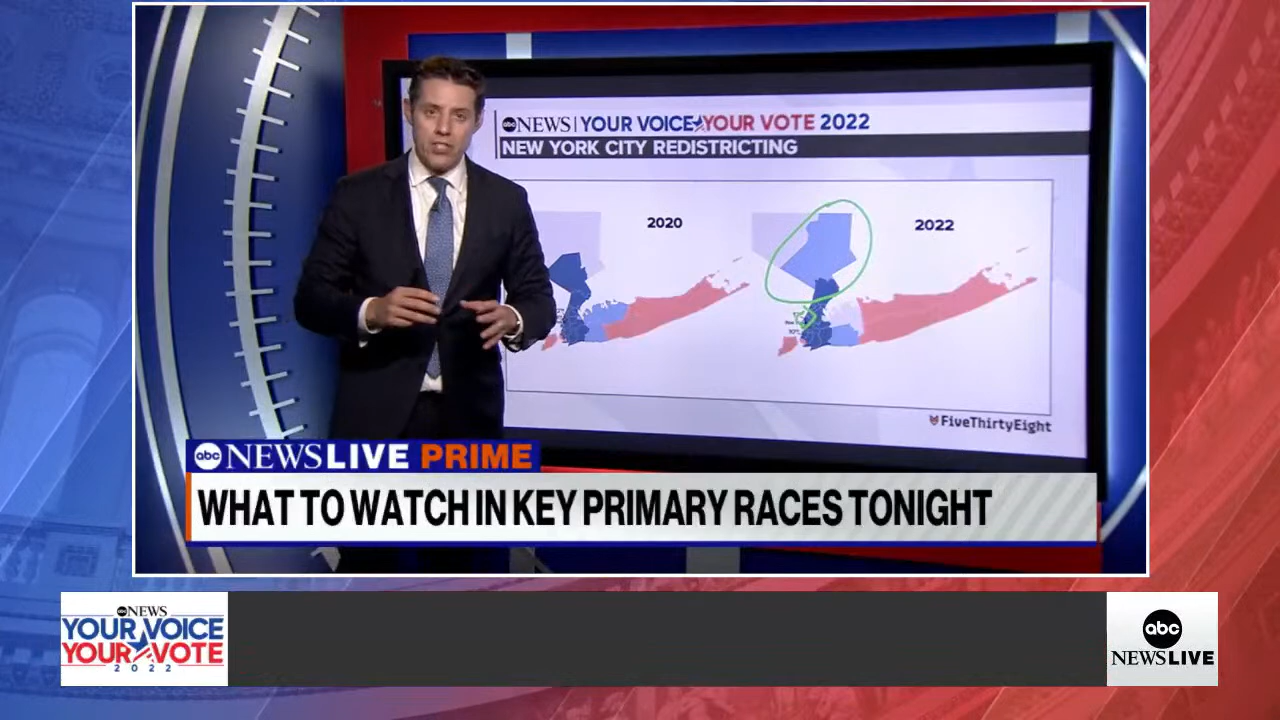 abc NEWS | YOUR VOICE YOUR VOTE 2022
NEW YORK CITY REDISTRICTING
2020
2022
FiveThirtyEight
abc NEWS LIVE PRIME
WHAT TO WATCH IN KEY PRIMARY RACES TONIGHT
abc NEWS
YOUR VOICE
YOUR VOTE
2022
abc
NEWS LIVE